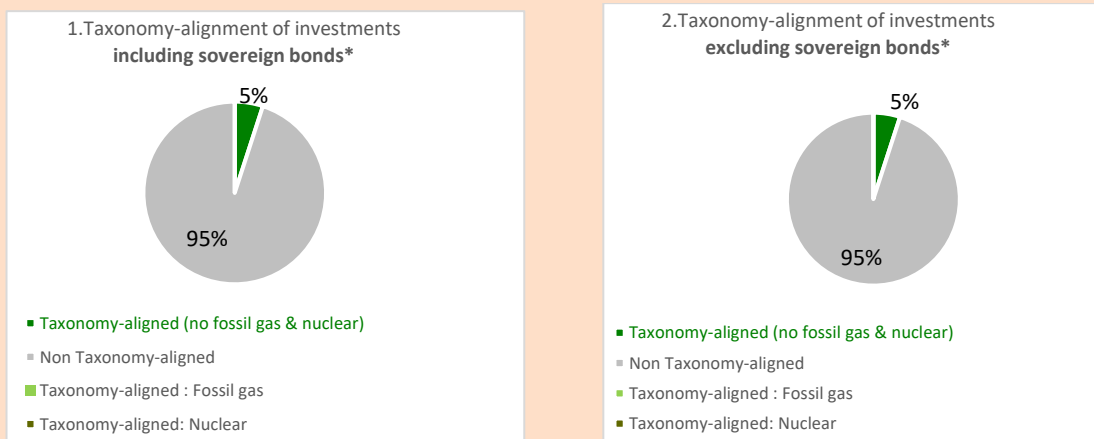 1.Taxonomy-alignment of investments
including sovereign bonds*
5%
95%
Taxonomy-aligned (no fossil gas & nuclear)
Non Taxonomy-aligned
Taxonomy-aligned : Fossil gas
Taxonomy-aligned: Nuclear
2.Taxonomy-alignment of investments
excluding sovereign bonds*
5%
95%
Taxonomy-aligned (no fossil gas & nuclear)
Non Taxonomy-aligned
Taxonomy-aligned : Fossil gas
Taxonomy-aligned: Nuclear